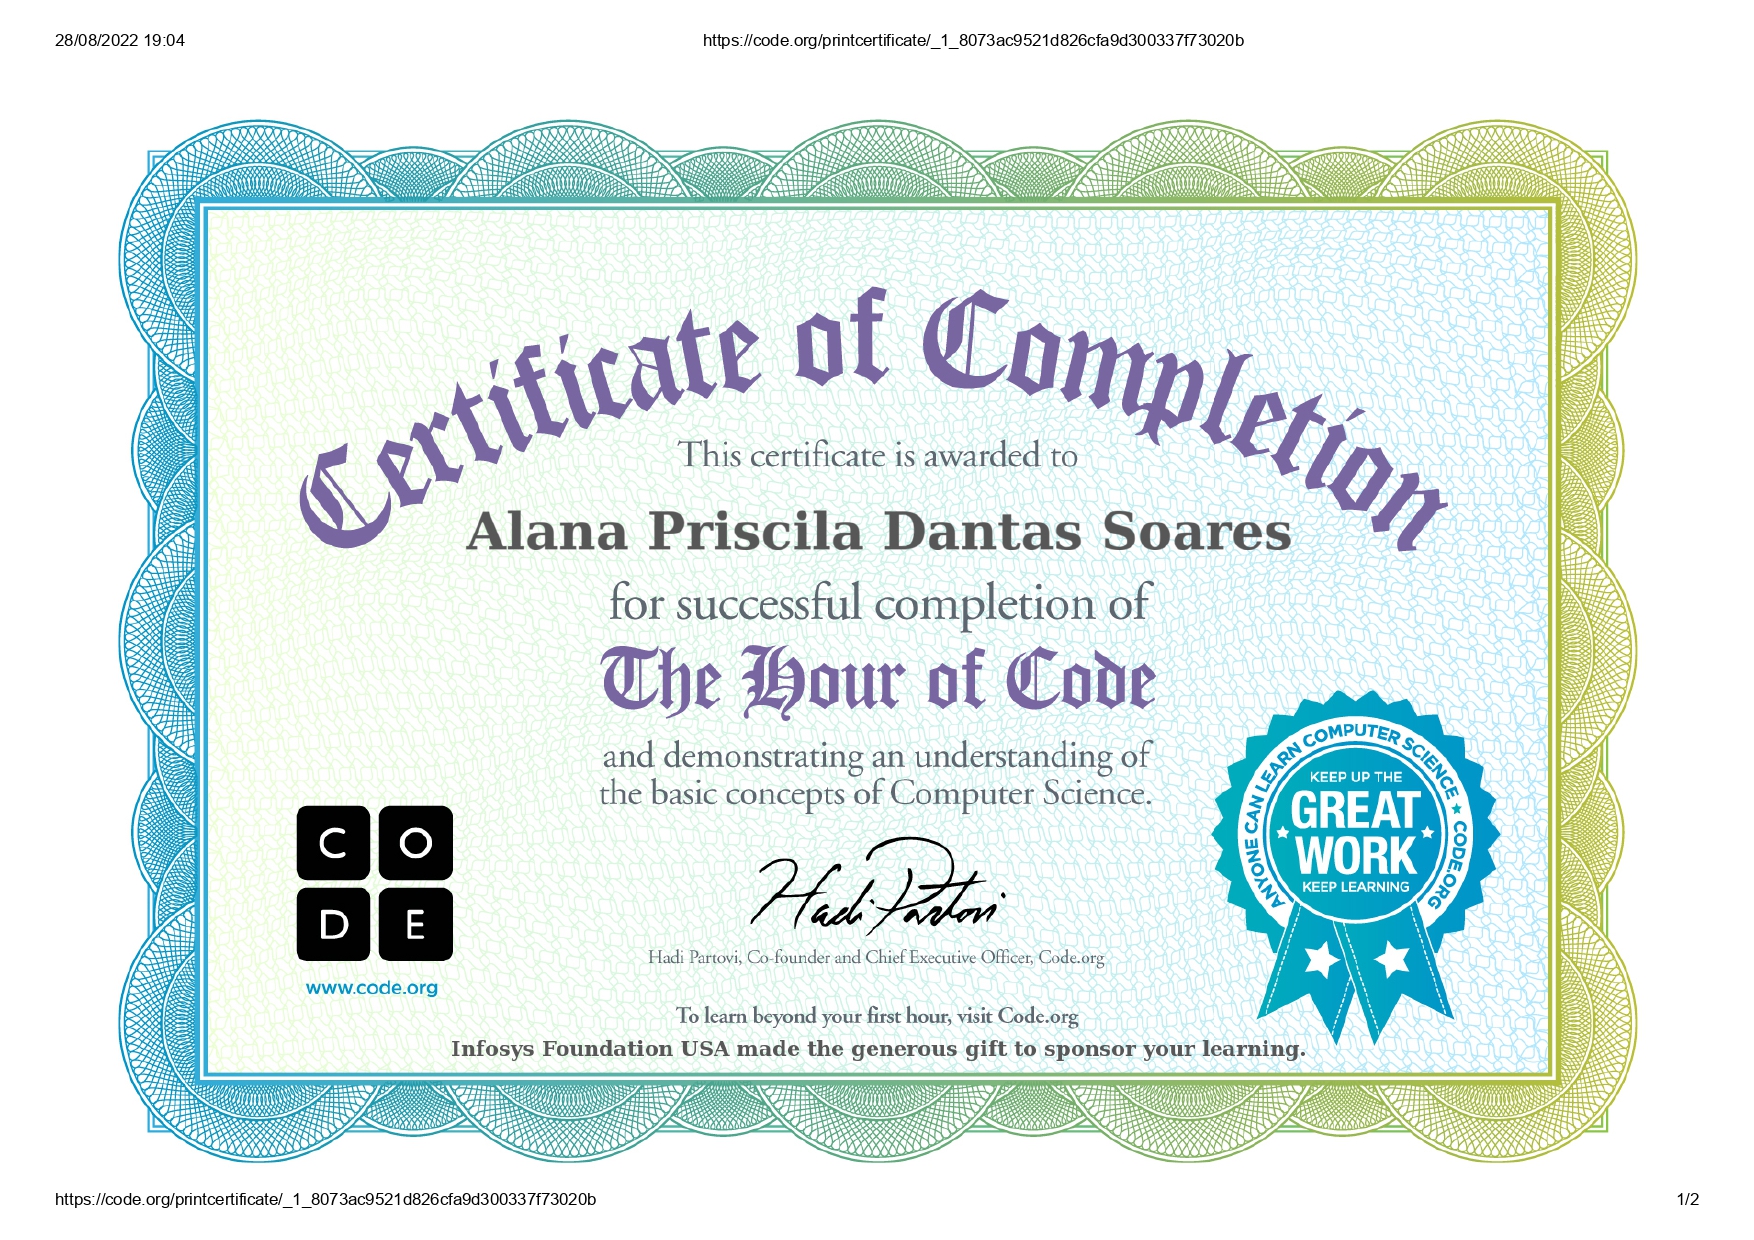 28/08/2022 19:04
https://code.org/printcertificate/_1_8073ac9521d826cfa9d300337f73020b
Certificate of Completion
This certificate is awarded to
Alana Priscila Dantas Soares
for successful completion of
The Hour of Code
and demonstrating an understanding of
the basic concepts of Computer Science.
C O
D E
www.code.org
ANYONE CAN LEARN COMPUTER SCIENCE ★ CODE.ORG
KEEP UP THE
GREAT
WORK
KEEP LEARNING
Hadi Partovi
Hadi Partovi, Co-founder and Chief Executive Officer, Code.org
To learn beyond your first hour, visit Code.org
Infosys Foundation USA made the generous gift to sponsor your learning.
https://code.org/printcertificate/_1_8073ac9521d826cfa9d300337f73020b
1/2